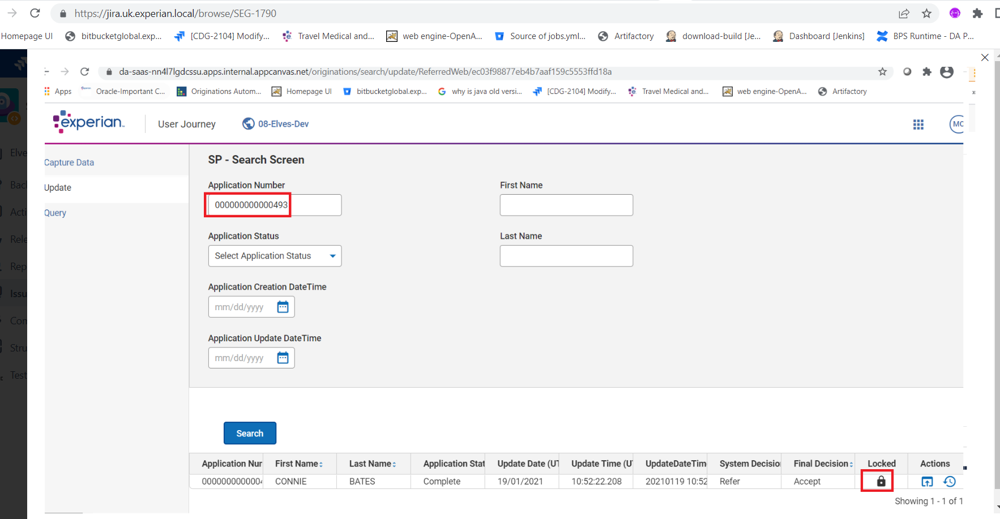 https://jira.uk.experian.local/browse/SEG-1790
Homepage UI bitbucketglobal.exp... [CDG-2104] Modify,... Travel Medical and... web engine-OpenA... Source of jobs.yml... Artifactory download-build [Je... Dashboard [Jenkins] BPS Runtime - DA P...
da-saas-nn4l7lgdcssu.apps.internal.appcanvas.net/originations/search/update/ReferredWeb/ec03f98877eb4b7aaf159c5553ffd18a
Apps Oracle-Important C... Originations Autom... Homepage UI bitbucketglobal.exp... why is java old versi... [CDG-2104] Modify,... Travel Medical and... web engine-OpenA... Artifactory »
experian. User Journey 08-Elves-Dev MC
Elve
Capture Data
Update
Query
Back
Acti
Rele
Rep
Issu
Com
Stru
Test
SP - Search Screen
Application Number First Name
000000000000493
Application Status Last Name
Select Application Status
Application Creation DateTime
mm/dd/yyyy
Application Update DateTime
mm/dd/yyyy
Search
Application Nur First Name Last Name Application Stat Update Date (UT Update Time (U UpdateDateTim System Decisio Final Decision Locked Actions
0000000000004 CONNIE BATES Complete 19/01/2021 10:52:22.208 20210119 10:52 Refer Accept
Showing 1 - 1 of 1